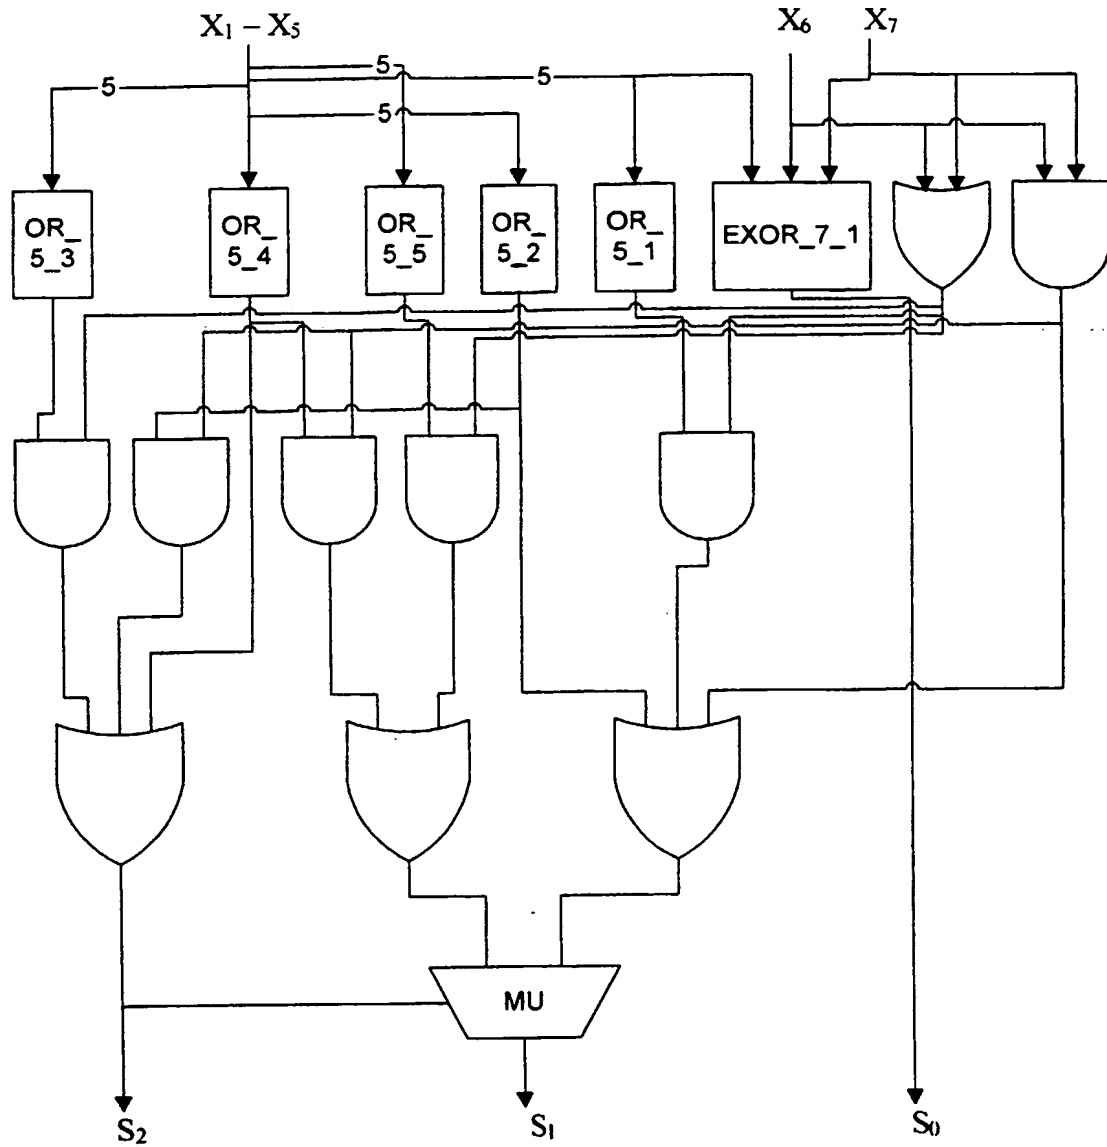 X₁ – X₅
X₆
X₇
5
5
5
5
OR_
5_3
OR_
5_4
OR_
5_5
OR_
5_2
OR_
5_1
EXOR_7_1
MU
S₂
S₁
S₀